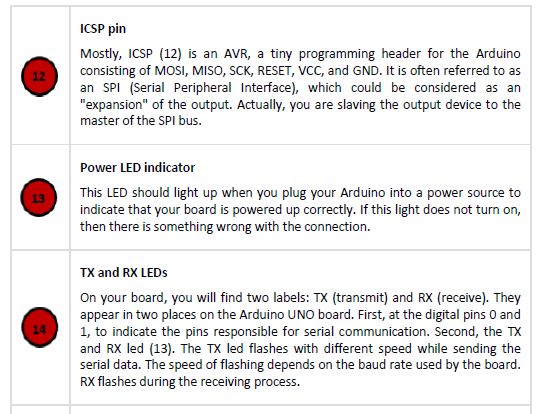 ICSP pin
12
Mostly, ICSP (12) is an AVR, a tiny programming header for the Arduino
consisting of MOSI, MISO, SCK, RESET, VCC, and GND. It is often referred to as
an SPI (Serial Peripheral Interface), which could be considered as an
"expansion" of the output. Actually, you are slaving the output device to the
master of the SPI bus.
Power LED indicator
13
This LED should light up when you plug your Arduino into a power source to
indicate that your board is powered up correctly. If this light does not turn on,
then there is something wrong with the connection.
TX and RX LEDs
14
On your board, you will find two labels: TX (transmit) and RX (receive). They
appear in two places on the Arduino UNO board. First, at the digital pins 0 and
1, to indicate the pins responsible for serial communication. Second, the TX
and RX led (13). The TX led flashes with different speed while sending the
serial data. The speed of flashing depends on the baud rate used by the board.
RX flashes during the receiving process.